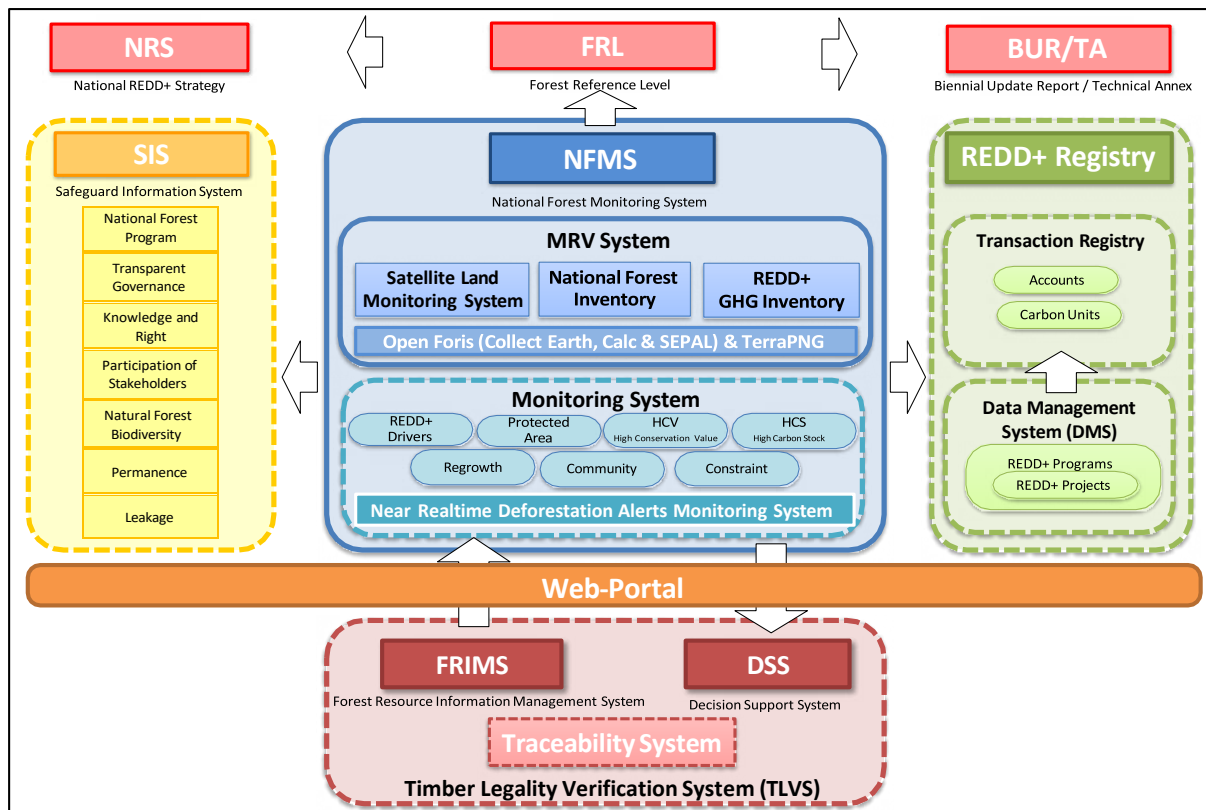 NRS
National REDD+ Strategy
FRL
Forest Reference Level
BUR/TA
Biennial Update Report / Technical Annex
SIS
Safeguard Information System
National Forest
Program
Transparent
Governance
Knowledge and
Right
Participation of
Stakeholders
Natural Forest
Biodiversity
Permanence
Leakage
NFMS
National Forest Monitoring System
MRV System
Satellite Land
Monitoring System
National Forest
Inventory
REDD+
GHG Inventory
Open Foris (Collect Earth, Calc & SEPAL) & TerraPNG
Monitoring System
REDD+
Drivers
Protected
Area
HCV
High Conservation Value
HCS
High Carbon Stock
Regrowth
Community
Constraint
Near Realtime Deforestation Alerts Monitoring System
REDD+ Registry
Transaction Registry
Accounts
Carbon Units
Data Management
System (DMS)
REDD+ Programs
REDD+ Projects
Web-Portal
FRIMS
Forest Resource Information Management System
DSS
Decision Support System
Traceability System
Timber Legality Verification System (TLVS)